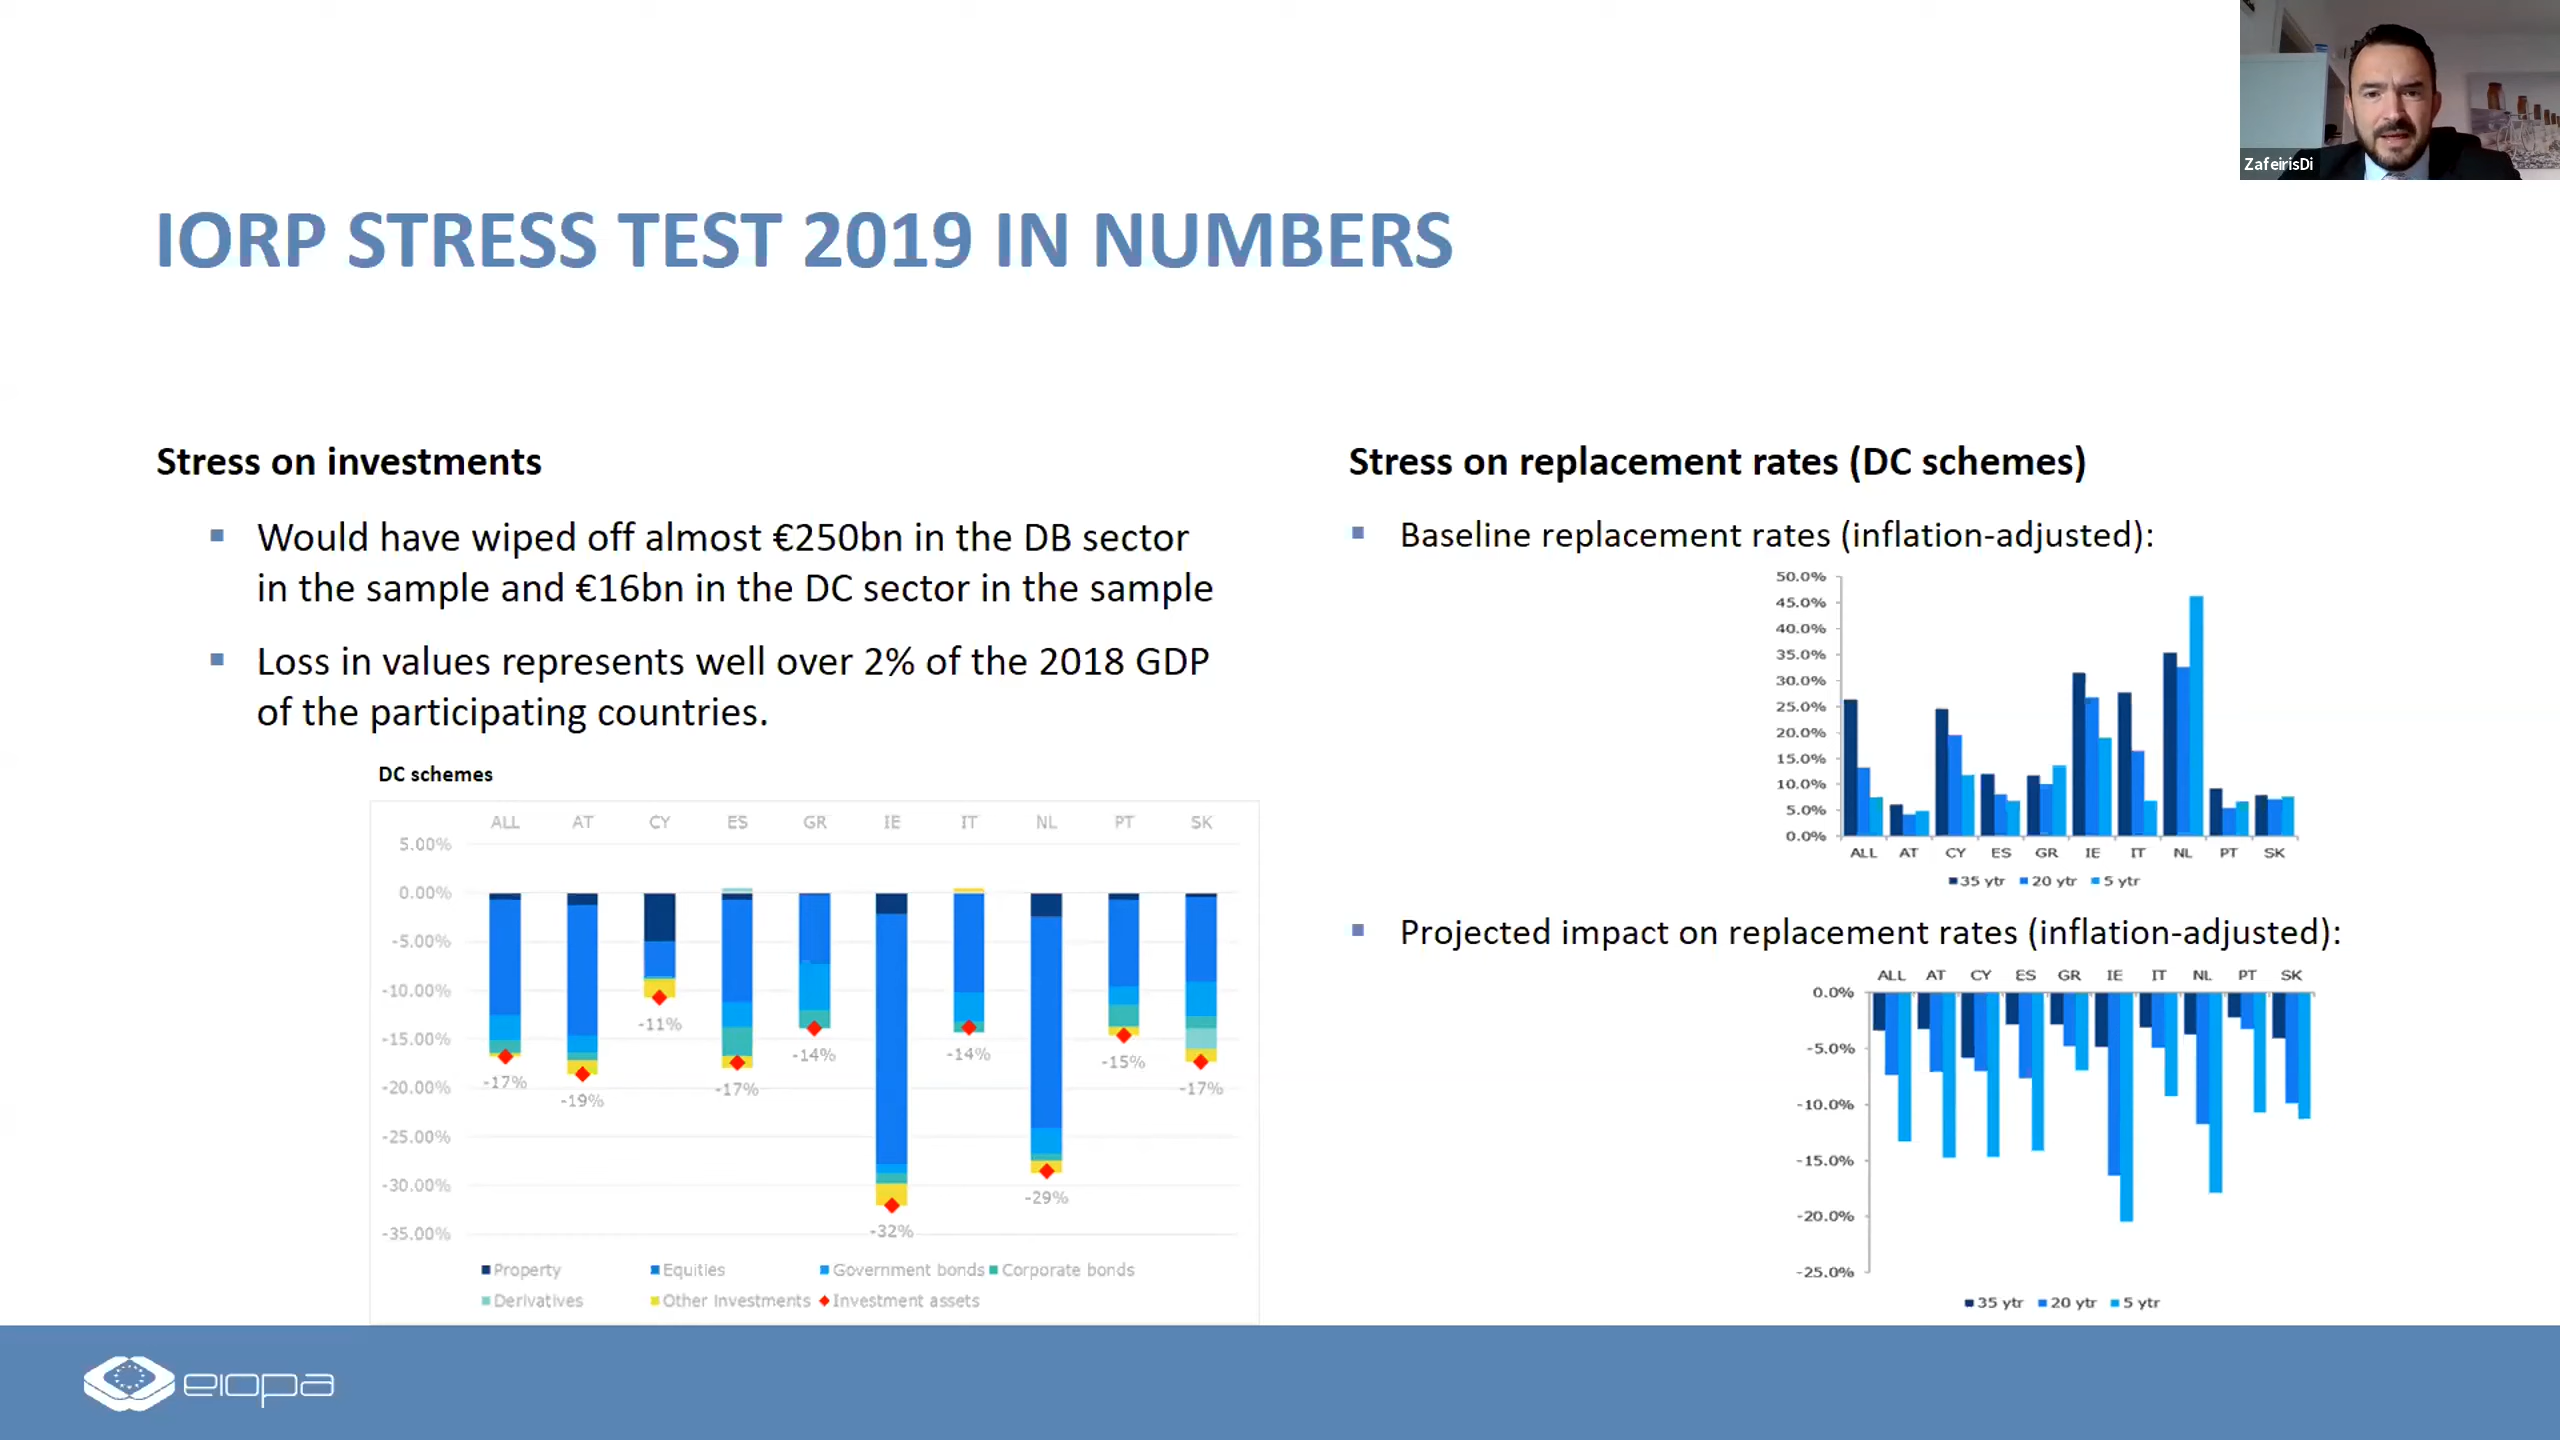 ZafeirisDi
IORP STRESS TEST 2019 IN NUMBERS
Stress on investments
▪ Would have wiped off almost €250bn in the DB sector
in the sample and €16bn in the DC sector in the sample
▪ Loss in values represents well over 2% of the 2018 GDP
of the participating countries.
DC schemes
ALL AT CY ES GR IE IT NL PT SK
5.00%
0.00%
-5.00%
-10.00%
-15.00%
-20.00%
-25.00%
-30.00%
-35.00%
-17% -19% -11% -17% -14% -32% -14% -29% -15% -17%
Property Equities Government bonds Corporate bonds
Derivatives Other Investments Investment assets
Stress on replacement rates (DC schemes)
▪ Baseline replacement rates (inflation-adjusted):
50.0%
45.0%
40.0%
35.0%
30.0%
25.0%
20.0%
15.0%
10.0%
5.0%
0.0%
ALL AT CY ES GR IE IT NL PT SK
35 ytr 20 ytr 5 ytr
▪ Projected impact on replacement rates (inflation-adjusted):
ALL AT CY ES GR IE IT NL PT SK
0.0%
-5.0%
-10.0%
-15.0%
-20.0%
-25.0%
35 ytr 20 ytr 5 ytr
eiopa